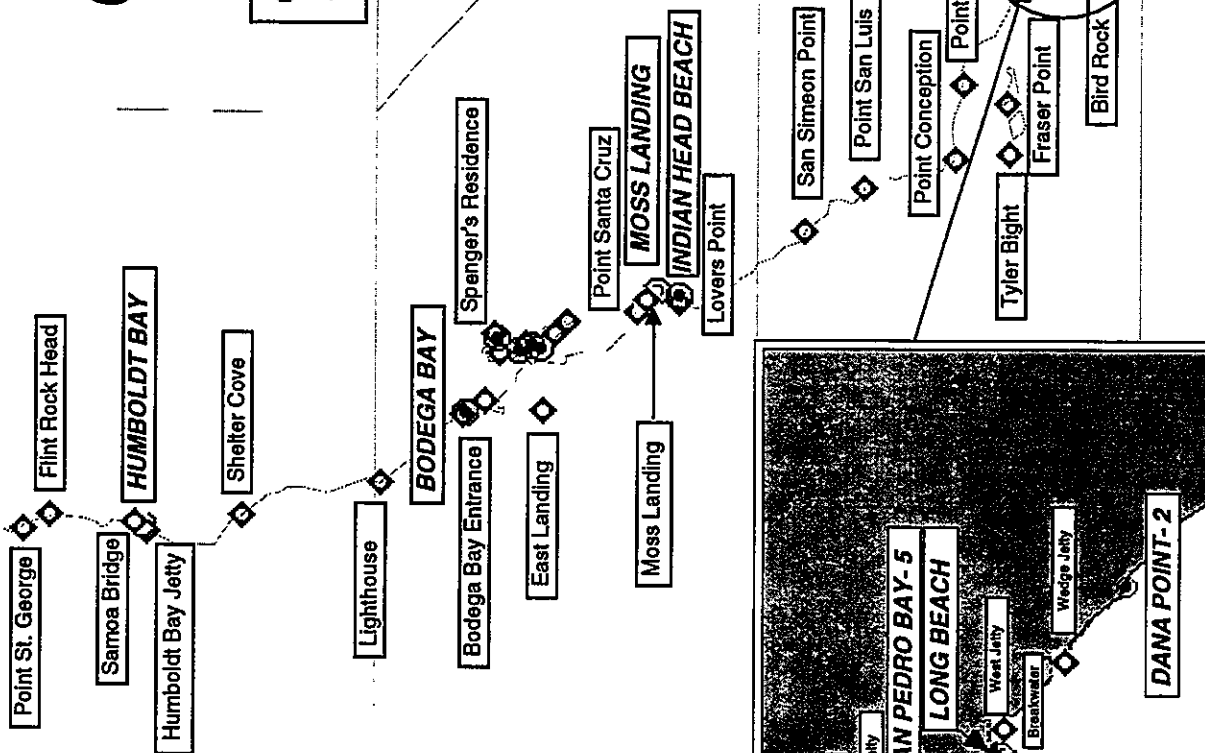 Point St. George
Flint Rock Head
HUMBOLDT BAY
Samoa Bridge
Humboldt Bay Jetty
Shelter Cove
Lighthouse
BODEGA BAY
Spenger's Residence
Bodega Bay Entrance
East Landing
Point Santa Cruz
MOSS LANDING
INDIAN HEAD BEACH
Moss Landing
Lovers Point
San Simeon Point
Point San Luis
Point Conception
Point
Tyler Bight
Fraser Point
Bird Rock
AN PEDRO BAY- 5
LONG BEACH
West Jetty
Wedge Jetty
Breakwater
DANA POINT- 2